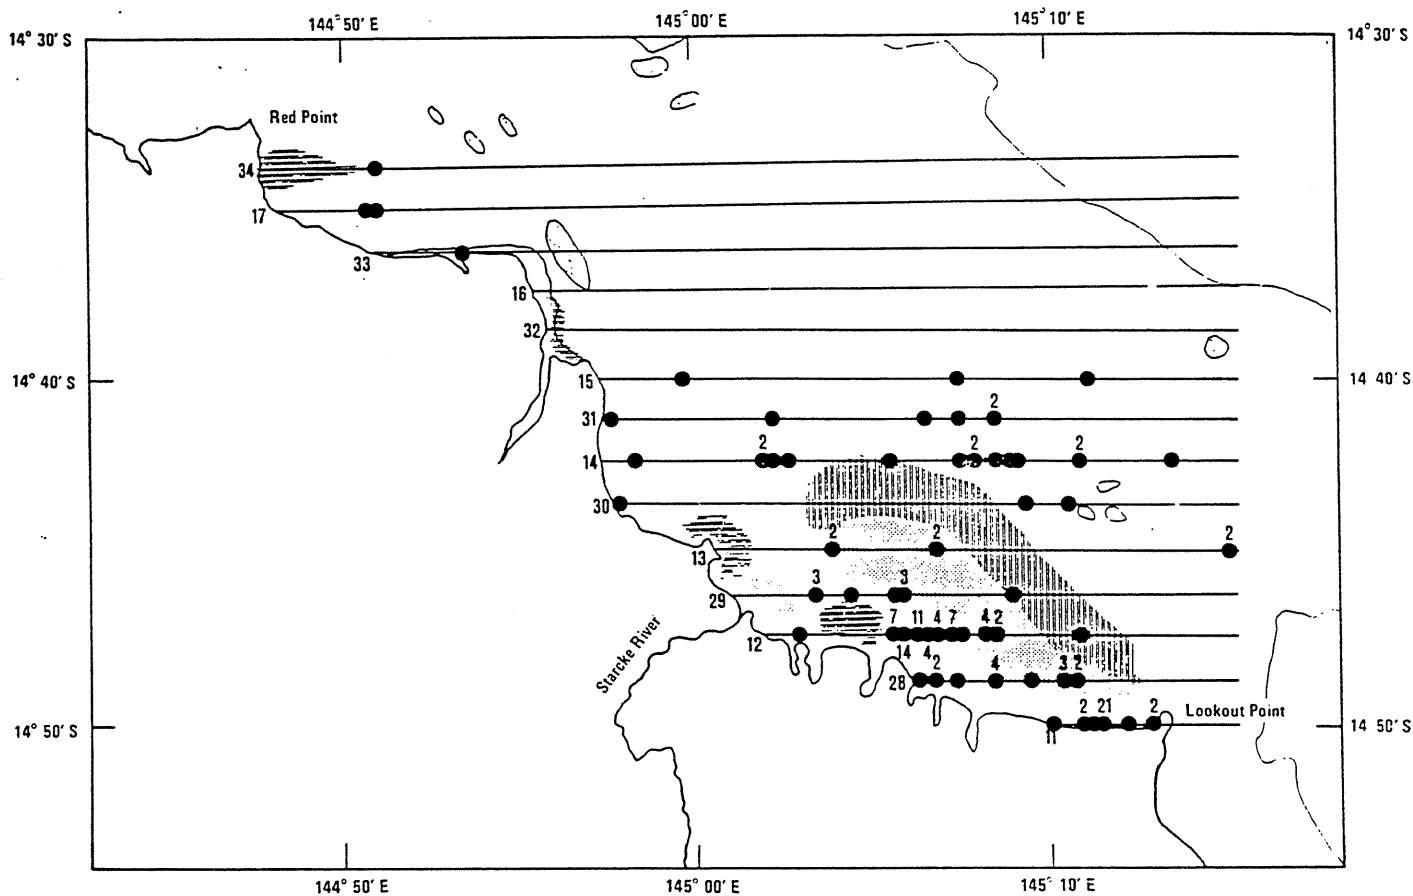 144° 50' E
145° 00' E
145° 10' E
14° 30' S
14° 30' S
Red Point
34
17
33
16
32
14° 40' S
15
14 40' S
2
31
2
2
2
14
30
2
2
2
13
3
3
29
7
11
4
7
4
2
12
14
4
Starcke River
2
4
3
2
28
2
21
2
Lookout Point
14° 50' S
11
14° 50' S
144° 50' E
145° 00' E
145° 10' E